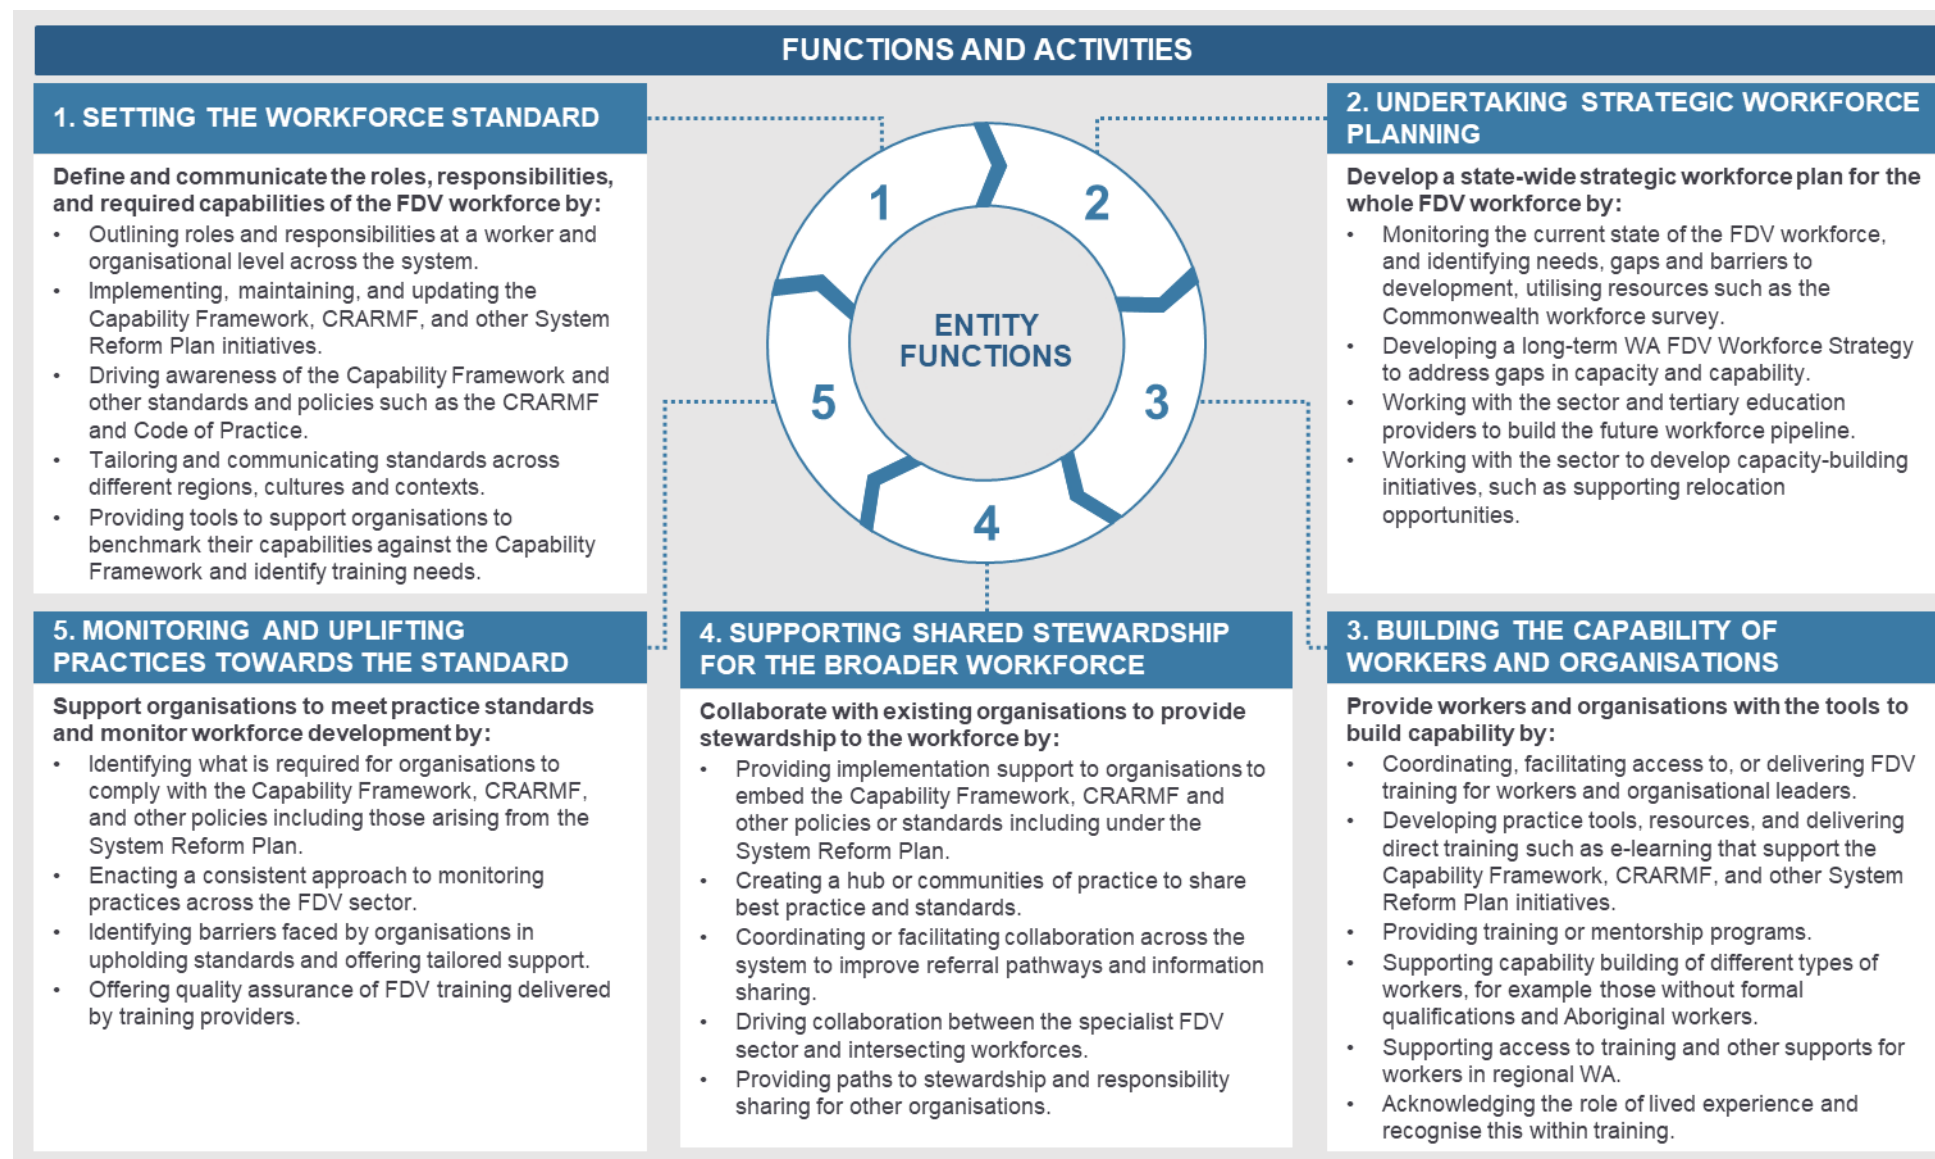 FUNCTIONS AND ACTIVITIES
1. SETTING THE WORKFORCE STANDARD
Define and communicate the roles, responsibilities,
and required capabilities of the FDV workforce by:
• Outlining roles and responsibilities at a worker and
organisational level across the system.
• Implementing, maintaining, and updating the
Capability Framework, CRARMF, and other System
Reform Plan initiatives.
• Driving awareness of the Capability Framework and
other standards and policies such as the CRARMF
and Code of Practice.
• Tailoring and communicating standards across
different regions, cultures and contexts.
• Providing tools to support organisations to
benchmark their capabilities against the Capability
Framework and identify training needs.
1
2
3
4
5
ENTITY
FUNCTIONS
2. UNDERTAKING STRATEGIC WORKFORCE
PLANNING
Develop a state-wide strategic workforce plan for the
whole FDV workforce by:
• Monitoring the current state of the FDV workforce,
and identifying needs, gaps and barriers to
development, utilising resources such as the
Commonwealth workforce survey.
• Developing a long-term WA FDV Workforce Strategy
to address gaps in capacity and capability.
• Working with the sector and tertiary education
providers to build the future workforce pipeline.
• Working with the sector to develop capacity-building
initiatives, such as supporting relocation
opportunities.
5. MONITORING AND UPLIFTING
PRACTICES TOWARDS THE STANDARD
Support organisations to meet practice standards
and monitor workforce development by:
• Identifying what is required for organisations to
comply with the Capability Framework, CRARMF,
and other policies including those arising from the
System Reform Plan.
• Enacting a consistent approach to monitoring
practices across the FDV sector.
• Identifying barriers faced by organisations in
upholding standards and offering tailored support.
• Offering quality assurance of FDV training delivered
by training providers.
4. SUPPORTING SHARED STEWARDSHIP
FOR THE BROADER WORKFORCE
Collaborate with existing organisations to provide
stewardship to the workforce by:
• Providing implementation support to organisations to
embed the Capability Framework, CRARMF and
other policies or standards including under the
System Reform Plan.
• Creating a hub or communities of practice to share
best practice and standards.
• Coordinating or facilitating collaboration across the
system to improve referral pathways and information
sharing.
• Driving collaboration between the specialist FDV
sector and intersecting workforces.
• Providing paths to stewardship and responsibility
sharing for other organisations.
3. BUILDING THE CAPABILITY OF
WORKERS AND ORGANISATIONS
Provide workers and organisations with the tools to
build capability by:
• Coordinating, facilitating access to, or delivering FDV
training for workers and organisational leaders.
• Developing practice tools, resources, and delivering
direct training such as e-learning that support the
Capability Framework, CRARMF, and other System
Reform Plan initiatives.
• Providing training or mentorship programs.
• Supporting capability building of different types of
workers, for example those without formal
qualifications and Aboriginal workers.
• Supporting access to training and other supports for
workers in regional WA.
• Acknowledging the role of lived experience and
recognise this within training.